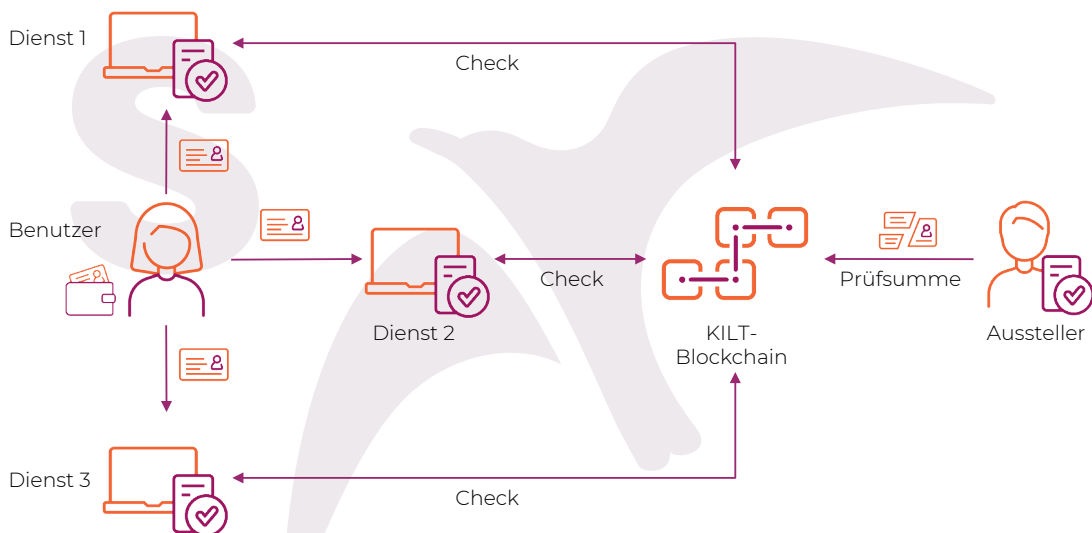 Dienst 1
Check
Benutzer
Check
Prüfsumme
Dienst 2
KILT-
Blockchain
Aussteller
Dienst 3
Check